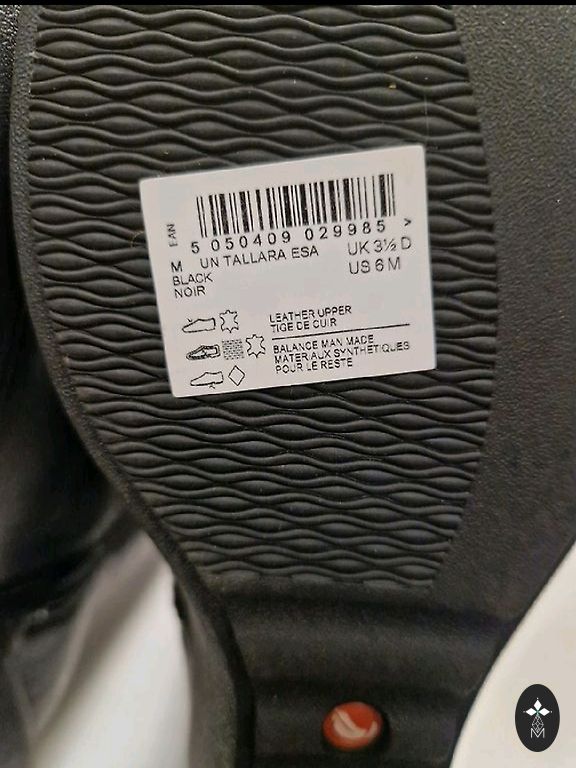 EAN
5 050409 029985 >
M UN TALLARA ESA UK 3½ D
BLACK US 6 M
NOIR
LEATHER UPPER
TIGE DE CUIR
BALANCE MAN MADE
MATERIAUX SYNTHETIQUES
POUR LE RESTE
M